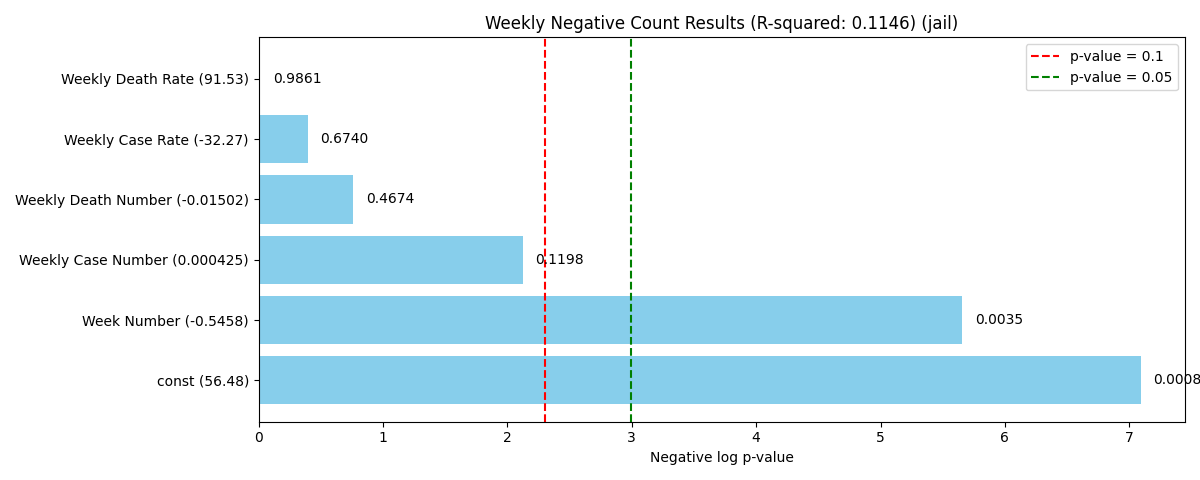 Weekly Negative Count Results (R-squared: 0.1146) (jail)
p-value = 0.1
p-value = 0.05
Weekly Death Rate (91.53) 0.9861
Weekly Case Rate (-32.27) 0.6740
Weekly Death Number (-0.01502) 0.4674
Weekly Case Number (0.000425) 0.1198
Week Number (-0.5458) 0.0035
const (56.48) 0.0008
0 1 2 3 4 5 6 7
Negative log p-value